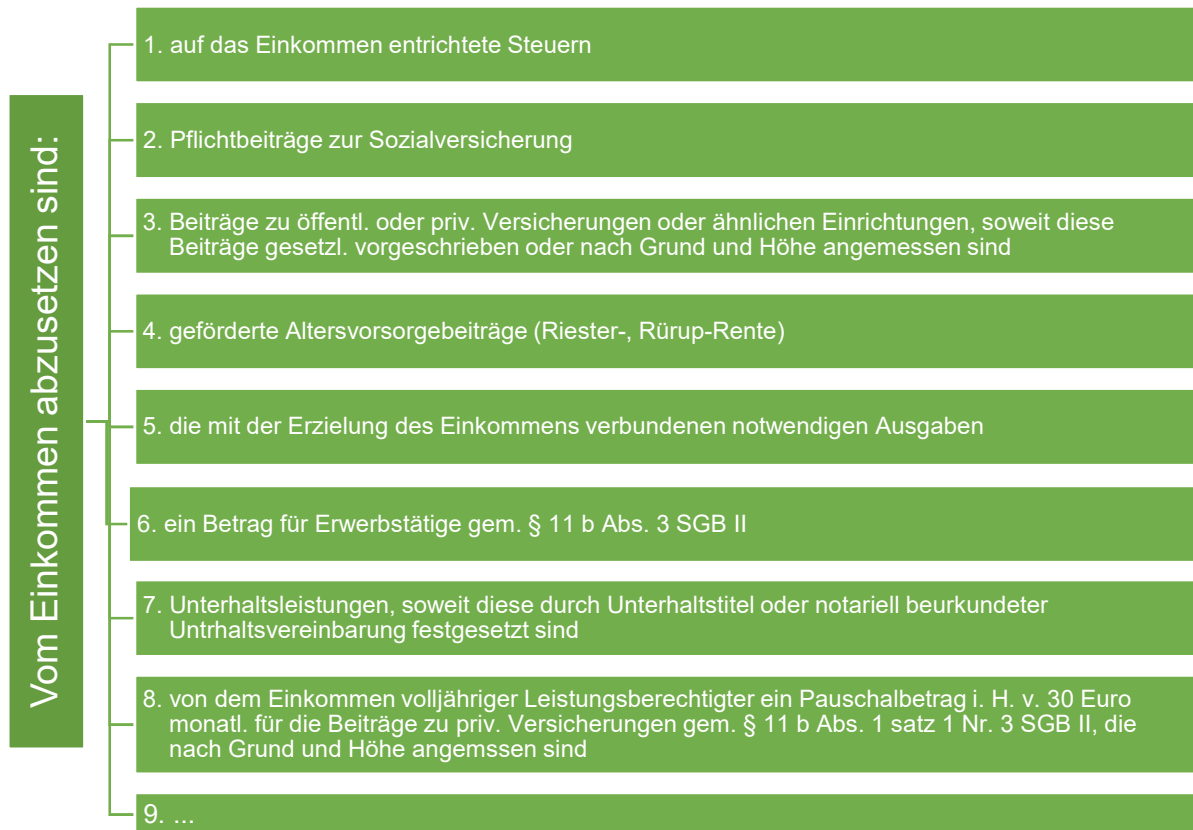 Vom Einkommen abzusetzen sind:
1. auf das Einkommen entrichtete Steuern
2. Pflichtbeiträge zur Sozialversicherung
3. Beiträge zu öffentl. oder priv. Versicherungen oder ähnlichen Einrichtungen, soweit diese
Beiträge gesetzl. vorgeschrieben oder nach Grund und Höhe angemessen sind
4. geförderte Altersvorsorgebeiträge (Riester-, Rürup-Rente)
5. die mit der Erzielung des Einkommens verbundenen notwendigen Ausgaben
6. ein Betrag für Erwerbstätige gem. § 11 b Abs. 3 SGB II
7. Unterhaltsleistungen, soweit diese durch Unterhaltstitel oder notariell beurkundeter
Untrhaltsvereinbarung festgesetzt sind
8. von dem Einkommen volljähriger Leistungsberechtigter ein Pauschalbetrag i. H. v. 30 Euro
monatl. für die Beiträge zu priv. Versicherungen gem. § 11 b Abs. 1 satz 1 Nr. 3 SGB II, die
nach Grund und Höhe angemssen sind
9. ...